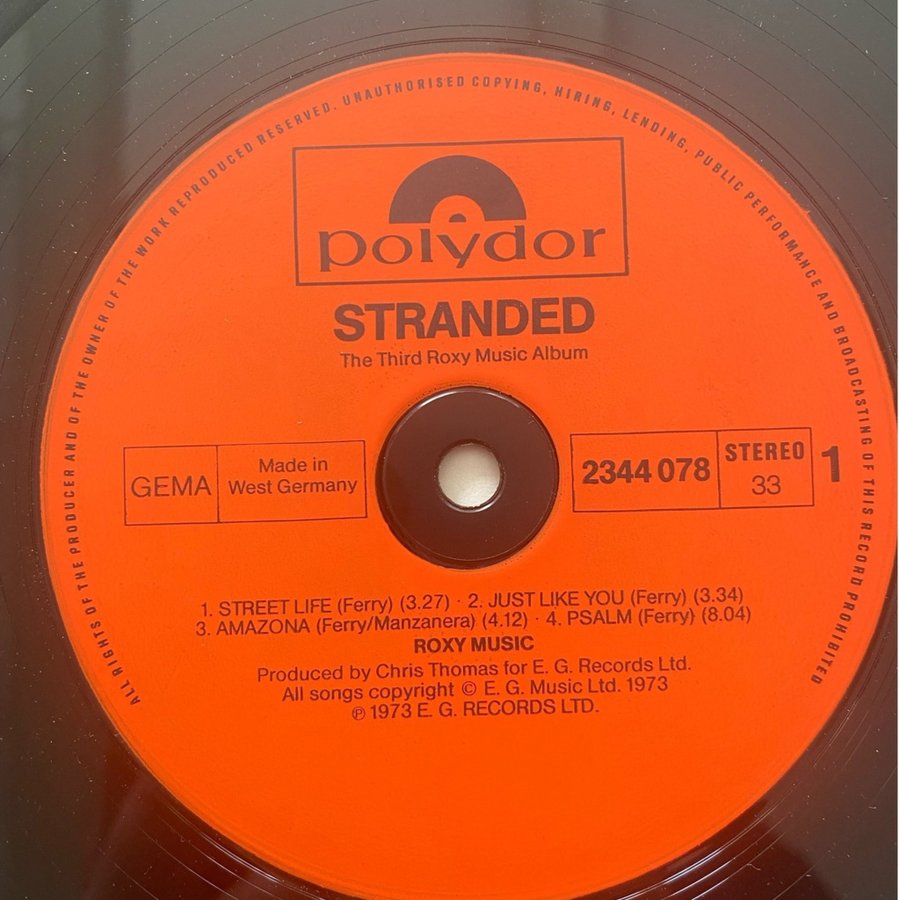 ALL RIGHTS OF THE PRODUCER AND OF THE OWNER OF THE WORK REPRODUCED RESERVED. UNAUTHORISED COPYING, HIRING, LENDING, PUBLIC PERFORMANCE AND BROADCASTING OF THIS RECORD PROHIBITED
polydor
STRANDED
The Third Roxy Music Album
GEMA
Made in
West Germany
2344 078
STEREO
33
1
1. STREET LIFE (Ferry) (3.27) · 2. JUST LIKE YOU (Ferry) (3.34)
3. AMAZONA (Ferry/Manzanera) (4.12) · 4. PSALM (Ferry) (8.04)
ROXY MUSIC
Produced by Chris Thomas for E. G. Records Ltd.
All songs copyright © E. G. Music Ltd. 1973
℗ 1973 E. G. RECORDS LTD.